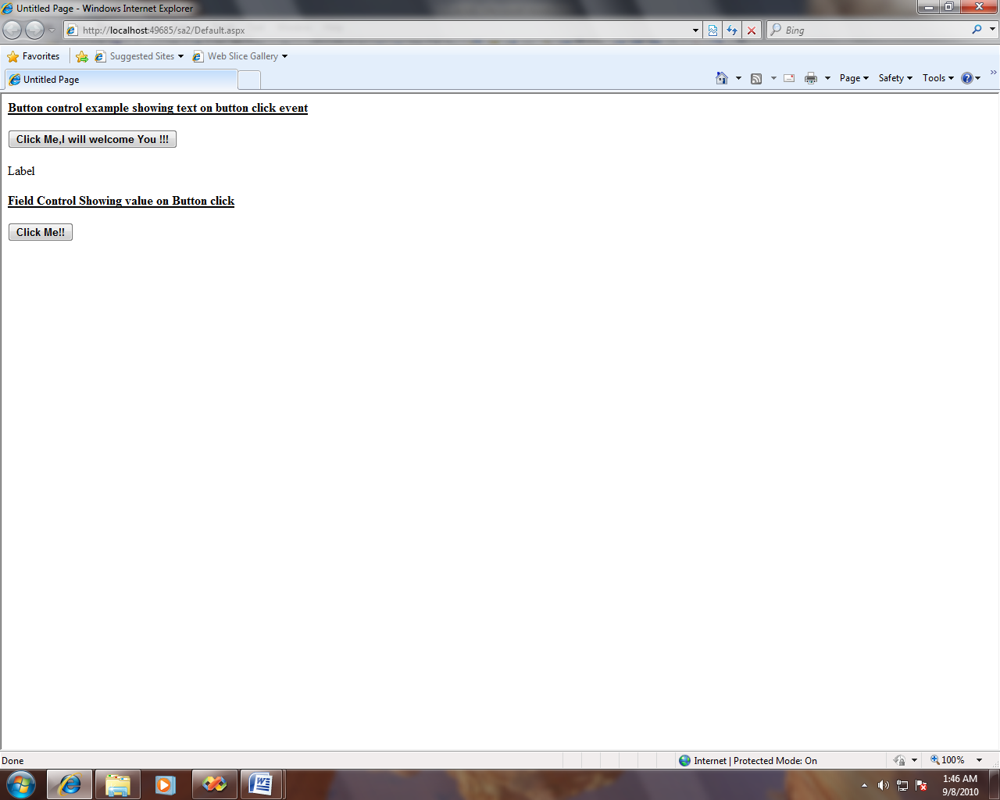 Untitled Page - Windows Internet Explorer
http://localhost:49685/sa2/Default.aspx
Bing
Favorites
Suggested Sites
Web Slice Gallery
Untitled Page
Page
Safety
Tools
»
Button control example showing text on button click event
Click Me,I will welcome You !!!
Label
Field Control Showing value on Button click
Click Me!!
Done
Internet | Protected Mode: On
100%
1:46 AM
9/8/2010